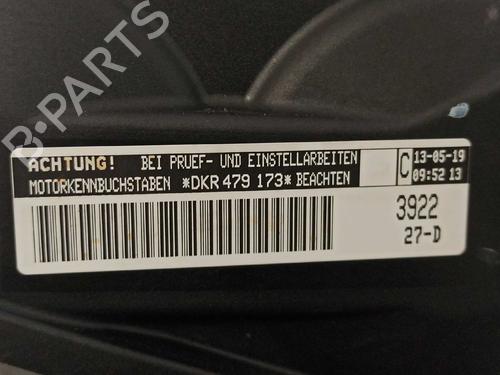 B-PARTS
ACHTUNG! BEI PRUEF- UND EINSTELLARBEITEN
MOTORKENNBUCHSTABEN *DKR 479 173* BEACHTEN
C 13-05-19
09:52 13
3922
27-D